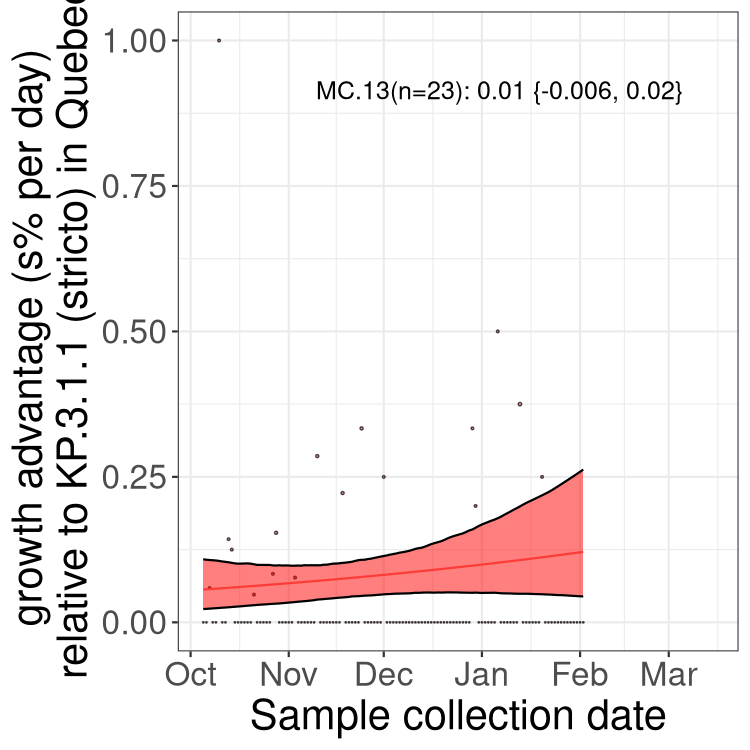 growth advantage (s% per day)
relative to KP.3.1.1 (stricto) in Quebec
1.00
0.75
0.50
0.25
0.00
MC.13(n=23): 0.01 {-0.006, 0.02}
Oct Nov Dec Jan Feb Mar
Sample collection date